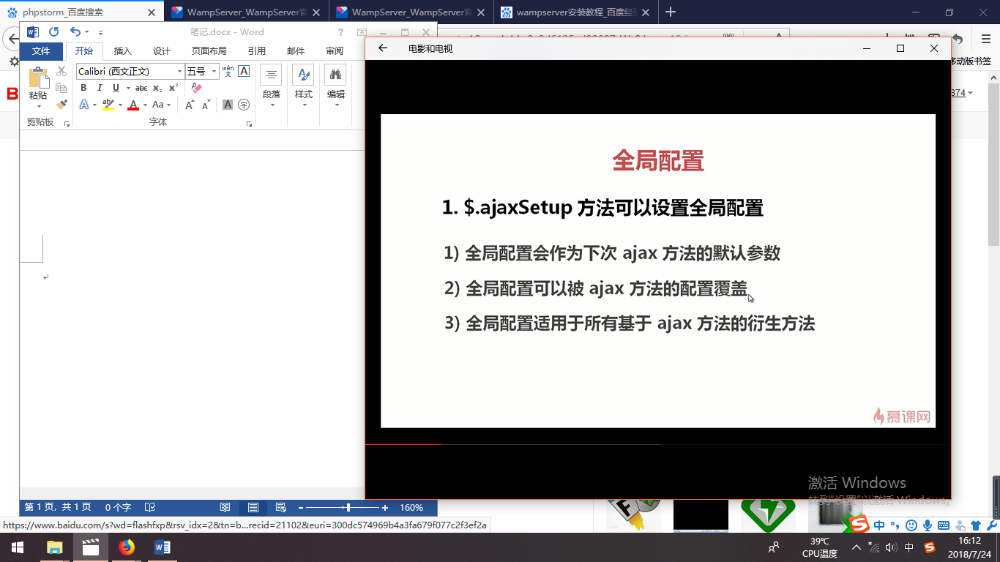 phpstorm_百度搜索
WampServer_WampServer官
WampServer_WampServer官
wampserver安装教程_百度经验
笔记.docx - Word
文件 开始 插入 设计 页面布局 引用 邮件 审阅
移动版书签
电影和电视
Calibri (西文正文) 五号
粘贴
段落 样式 编辑
剪贴板 字体
874
全局配置
1. $.ajaxSetup 方法可以设置全局配置
1) 全局配置会作为下次 ajax 方法的默认参数
2) 全局配置可以被 ajax 方法的配置覆盖
3) 全局配置适用于所有基于 ajax 方法的衍生方法
慕课网
激活 Windows
转到"设置"以激活 Windows。
第 1 页, 共 1 页 0 个字 160%
https://www.baidu.com/s?wd=flashfxp&rsv_idx=2&tn=b...recid=21102&euri=300dc574969b4a3fa679f077c2f3ef2a
中
39℃
CPU温度
中
16:12
2018/7/24